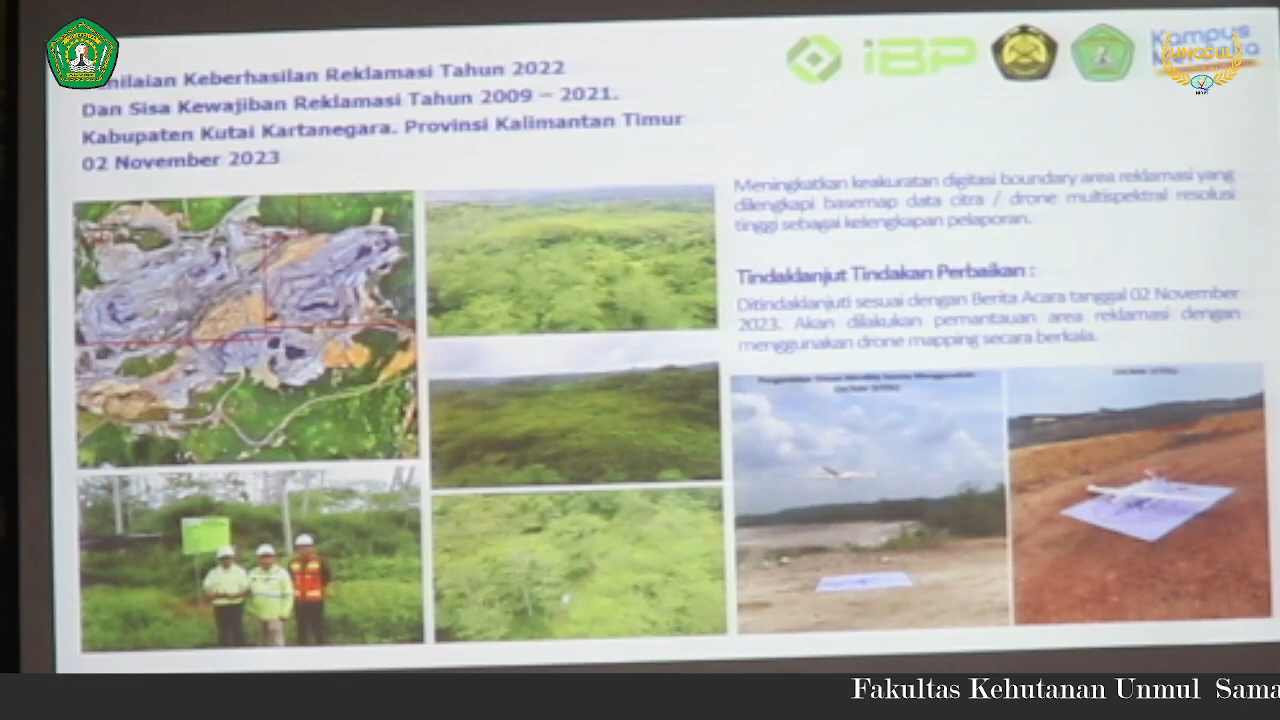 nilaian Keberhasilan Reklamasi Tahun 2022
Dan Sisa Kewajiban Reklamasi Tahun 2009 – 2021.
Kabupaten Kutai Kartanegara. Provinsi Kalimantan Timur
02 November 2023
iBP
Kampus
UNGGUL
Meningkatkan keakuratan digitasi boundary area reklamasi yang
dilengkapi basemap data citra / drone multispektral resolusi
tinggi sebagai kelengkapan pelaporan.
Tindaklanjut Tindakan Perbaikan :
Ditindaklanjuti sesuai dengan Berita Acara tanggal 02 November
2023. Akan dilakukan pemantauan area reklamasi dengan
menggunakan drone mapping secara berkala.
Fakultas Kehutanan Unmul Sama